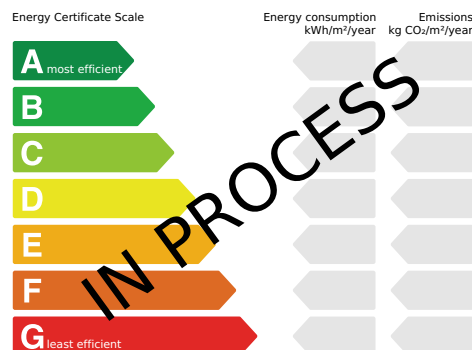 Energy Certificate Scale
Energy consumption
kWh/m²/year
Emissions
kg CO₂/m²/year
A most efficient
B
C
D
E
F
G least efficient
IN PROCESS